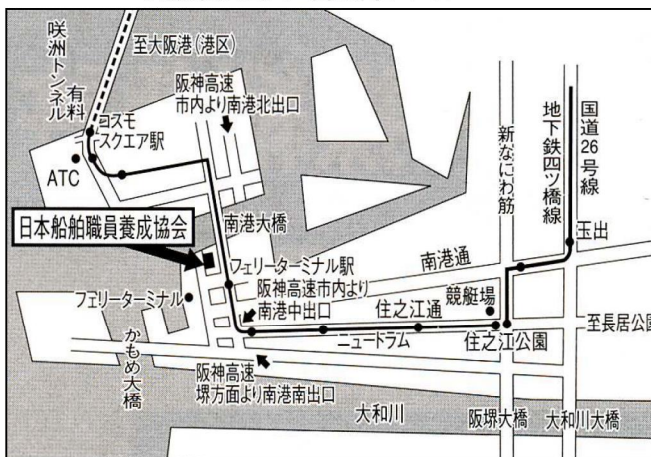 至大阪港（港区）
咲洲トンネル
有料
コスモ
スクエア駅
阪神高速
市内より南港北出口
ATC
日本船舶職員養成協会
南港大橋
フェリーターミナル駅
フェリーターミナル
阪神高速市内より
南港中出口
かもめ大橋
阪神高速
堺方面より南港南出口
ニュートラム
住之江通
南港通
競艇場
住之江公園
新なにわ筋
地下鉄四ツ橋線
国道26号線
玉出
至長居公園
大和川
阪堺大橋
大和川大橋